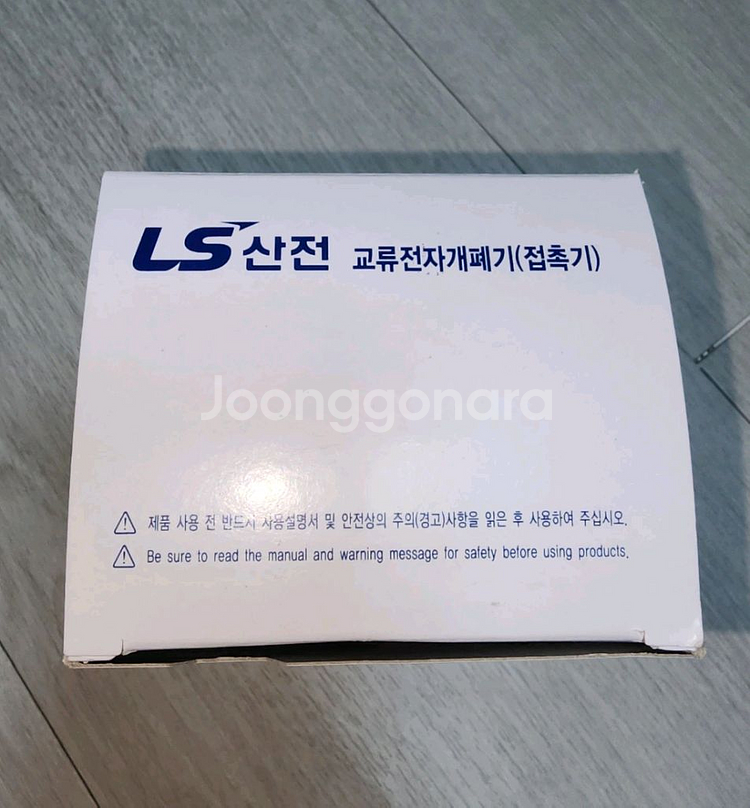 LS산전 교류전자개폐기(접촉기)
Joonggonara
제품 사용 전 반드시 사용설명서 및 안전상의 주의(경고)사항을 읽은 후 사용하여 주십시오.
Be sure to read the manual and warning message for safety before using products.